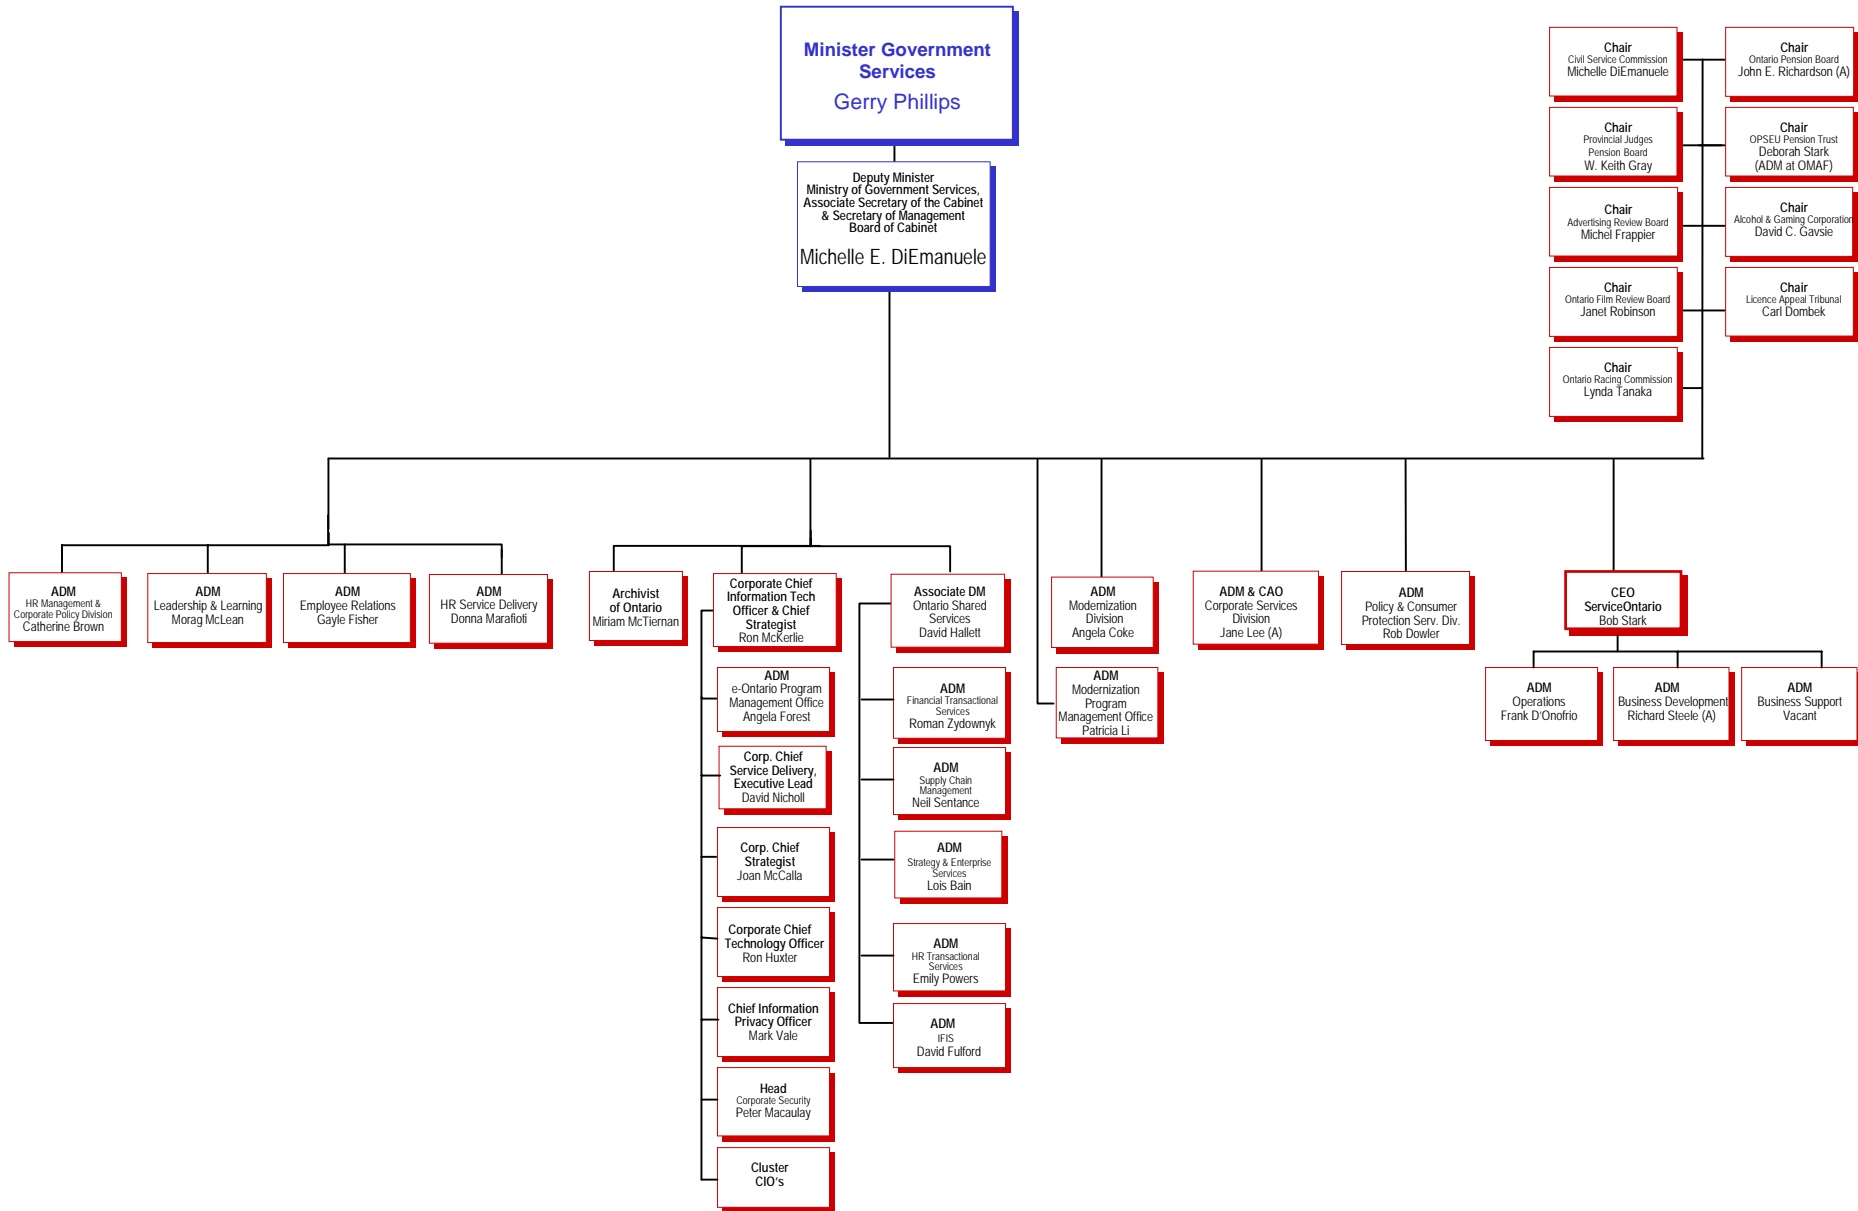 Minister Government
Services
Gerry Phillips
Deputy Minister
Ministry of Government Services,
Associate Secretary of the Cabinet
& Secretary of Management
Board of Cabinet
Michelle E. DiEmanuele
Chair
Civil Service Commission
Michelle DiEmanuele
Chair
Ontario Pension Board
John E. Richardson (A)
Chair
Provincial Judges
Pension Board
W. Keith Gray
Chair
OPSEU Pension Trust
Deborah Stark
(ADM at OMAF)
Chair
Advertising Review Board
Michel Frappier
Chair
Alcohol & Gaming Corporation
David C. Gavsie
Chair
Ontario Film Review Board
Janet Robinson
Chair
Licence Appeal Tribunal
Carl Dombek
Chair
Ontario Racing Commission
Lynda Tanaka
ADM
HR Management &
Corporate Policy Division
Catherine Brown
ADM
Leadership & Learning
Morag McLean
ADM
Employee Relations
Gayle Fisher
ADM
HR Service Delivery
Donna Marafioti
Archivist
of Ontario
Miriam McTiernan
Corporate Chief
Information Tech
Officer & Chief
Strategist
Ron McKerlie
ADM
e-Ontario Program
Management Office
Angela Forest
Corp. Chief
Service Delivery,
Executive Lead
David Nicholl
Corp. Chief
Strategist
Joan McCalla
Corporate Chief
Technology Officer
Ron Huxter
Chief Information
Privacy Officer
Mark Vale
Head
Corporate Security
Peter Macaulay
Cluster
CIO's
Associate DM
Ontario Shared
Services
David Hallett
ADM
Financial Transactional
Services
Roman Zydownyk
ADM
Supply Chain
Management
Neil Sentance
ADM
Strategy & Enterprise
Services
Lois Bain
ADM
HR Transactional
Services
Emily Powers
ADM
IFIS
David Fulford
ADM
Modernization
Division
Angela Coke
ADM
Modernization
Program
Management Office
Patricia Li
ADM & CAO
Corporate Services
Division
Jane Lee (A)
ADM
Policy & Consumer
Protection Serv. Div.
Rob Dowler
CEO
ServiceOntario
Bob Stark
ADM
Operations
Frank D'Onofrio
ADM
Business Development
Richard Steele (A)
ADM
Business Support
Vacant